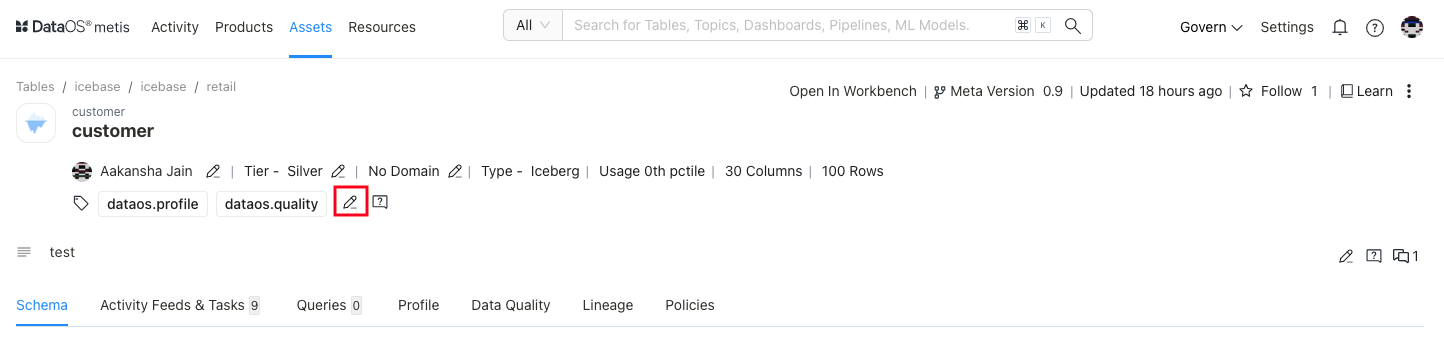 DataOS® metis Activity Products Assets Resources All Search for Tables, Topics, Dashboards, Pipelines, ML Models. ⌘ K Govern Settings
Tables / icebase / icebase / retail
Open In Workbench | Meta Version 0.9 | Updated 18 hours ago | Follow 1 | Learn
customer
customer
Aakansha Jain | Tier - Silver | No Domain | Type - Iceberg | Usage 0th pctile | 30 Columns | 100 Rows
dataos.profile dataos.quality
test 1
Schema Activity Feeds & Tasks 9 Queries 0 Profile Data Quality Lineage Policies